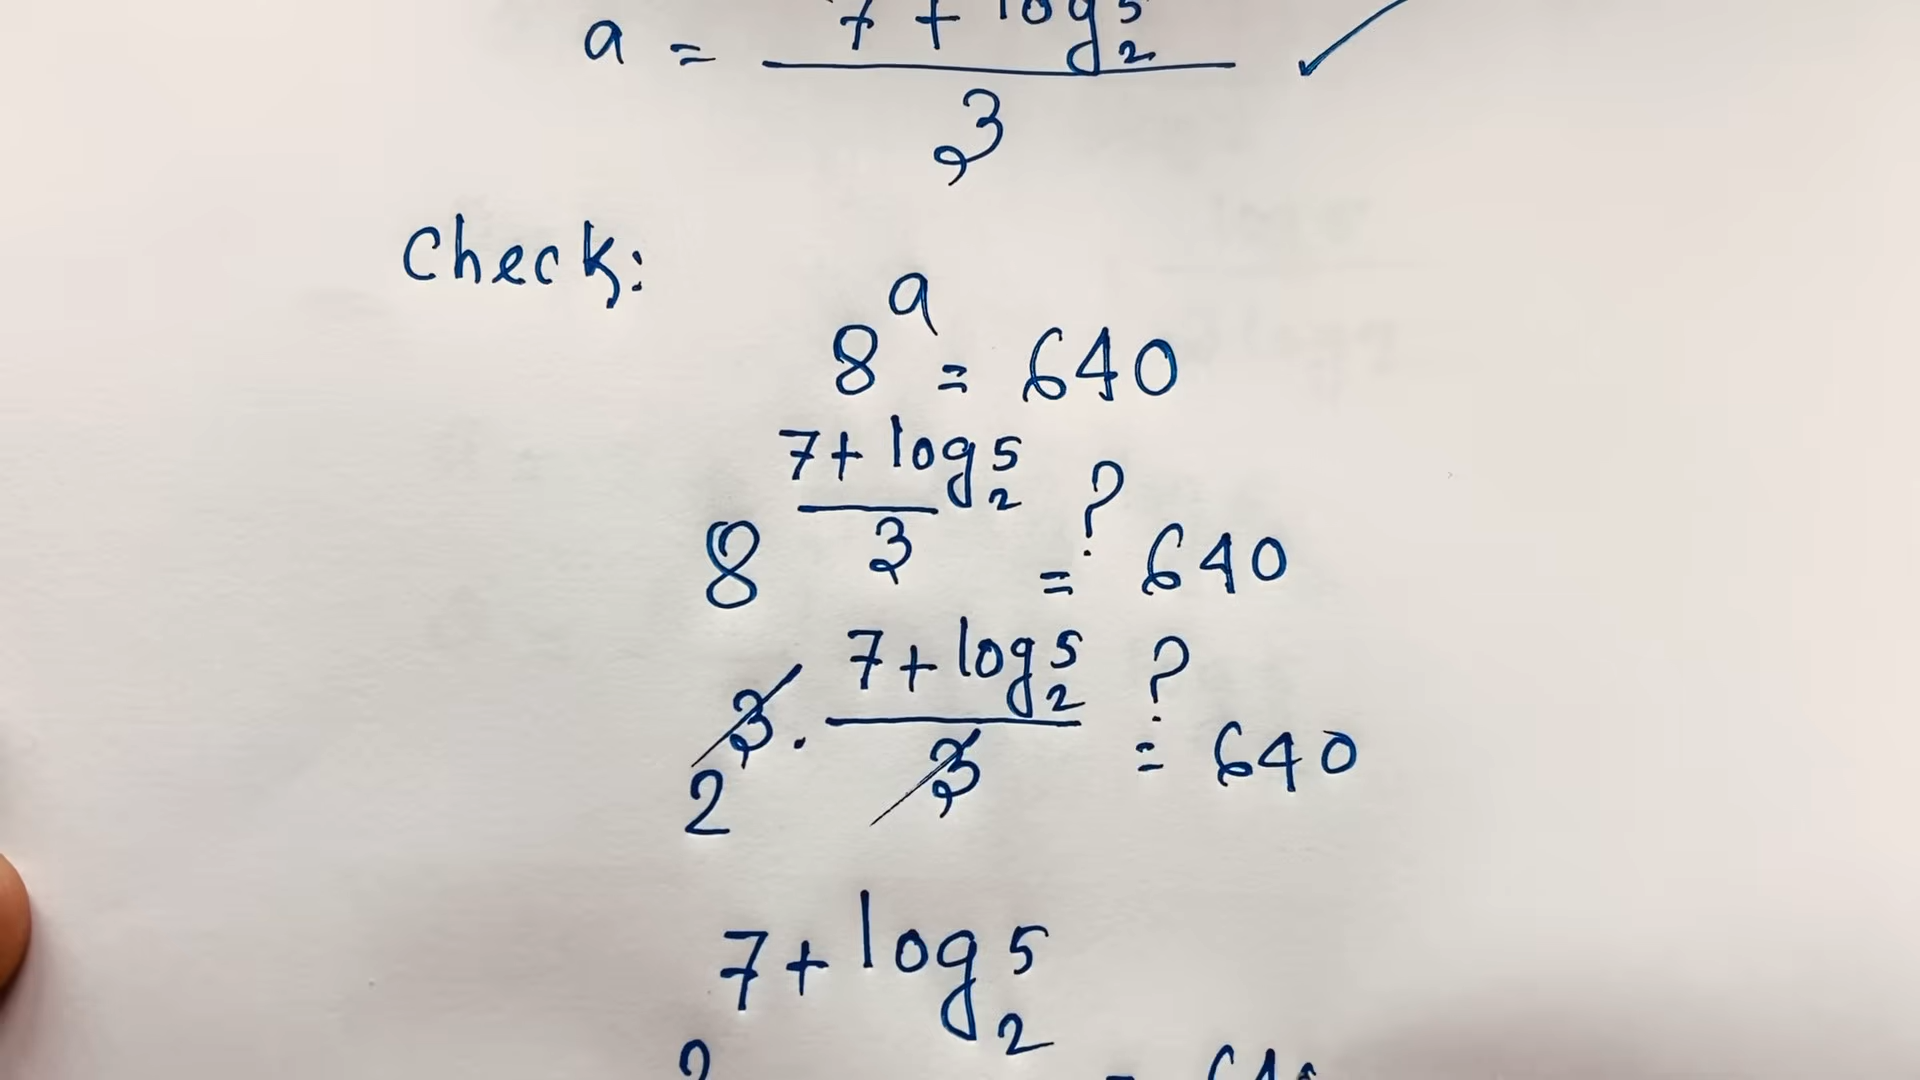 a = 7 + log₂5 / 3 ✓
Check:
8^a = 640
8^((7 + log₂5)/3) =? 640
2^(3 · (7 + log₂5)/3) =? 640
2^(7 + log₂5) =